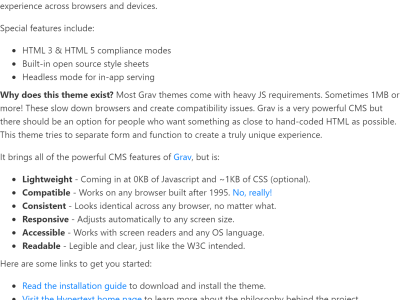 experience across browsers and devices.
Special features include:
HTML 3 & HTML 5 compliance modes
Built-in open source style sheets
Headless mode for in-app serving
Why does this theme exist? Most Grav themes come with heavy JS requirements. Sometimes 1MB or
more! These slow down browsers and create compatibility issues. Grav is a very powerful CMS but
there should be an option for people who want something as close to hand-coded HTML as possible.
This theme tries to separate form and function to create a truly unique experience.
It brings all of the powerful CMS features of Grav, but is:
Lightweight - Coming in at 0KB of Javascript and ~1KB of CSS (optional).
Compatible - Works on any browser built after 1995. No, really!
Consistent - Looks identical across any browser, no matter what.
Responsive - Adjusts automatically to any screen size.
Accessible - Works with screen readers and any OS language.
Readable - Legible and clear, just like the W3C intended.
Here are some links to get you started:
Read the installation guide to download and install the theme.
Visit the Hypertext home page to learn more about the philosophy behind the project.